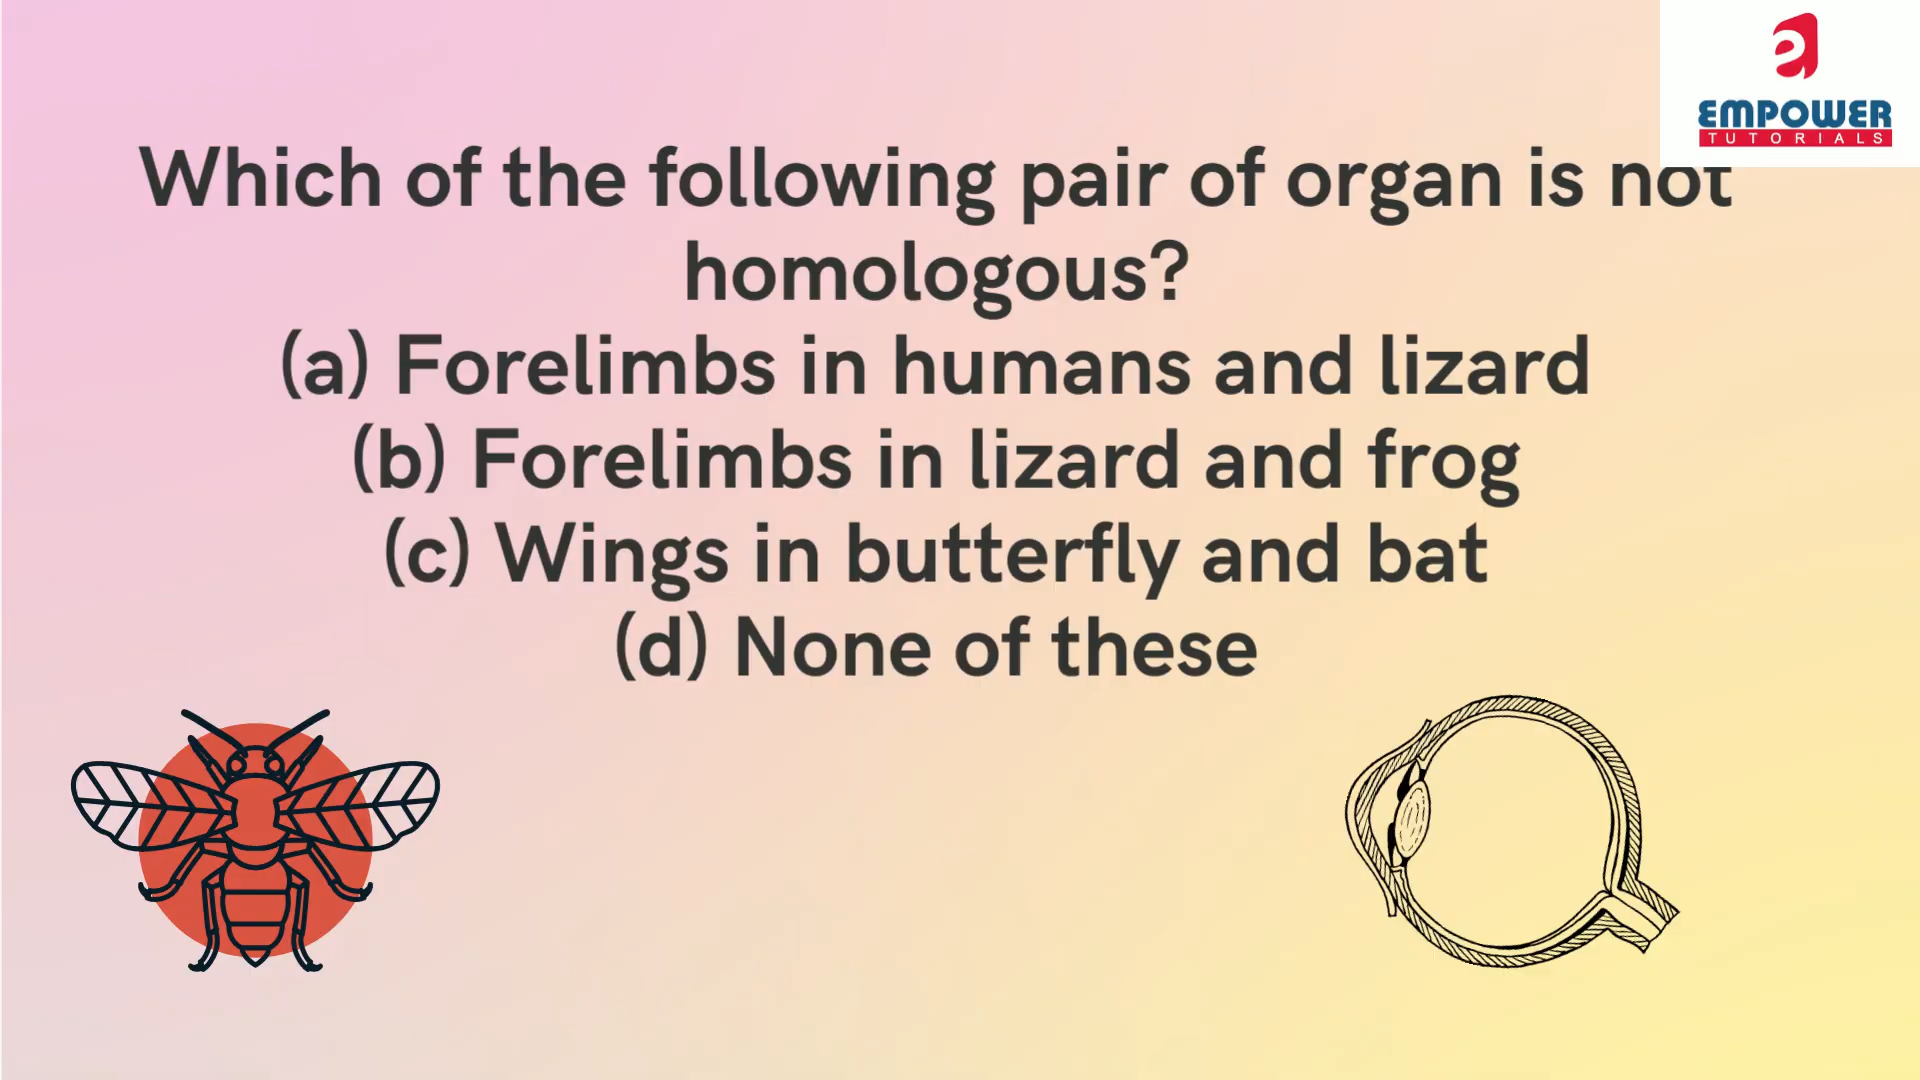 EMPOWER
TUTORIALS
Which of the following pair of organ is not
homologous?
(a) Forelimbs in humans and lizard
(b) Forelimbs in lizard and frog
(c) Wings in butterfly and bat
(d) None of these